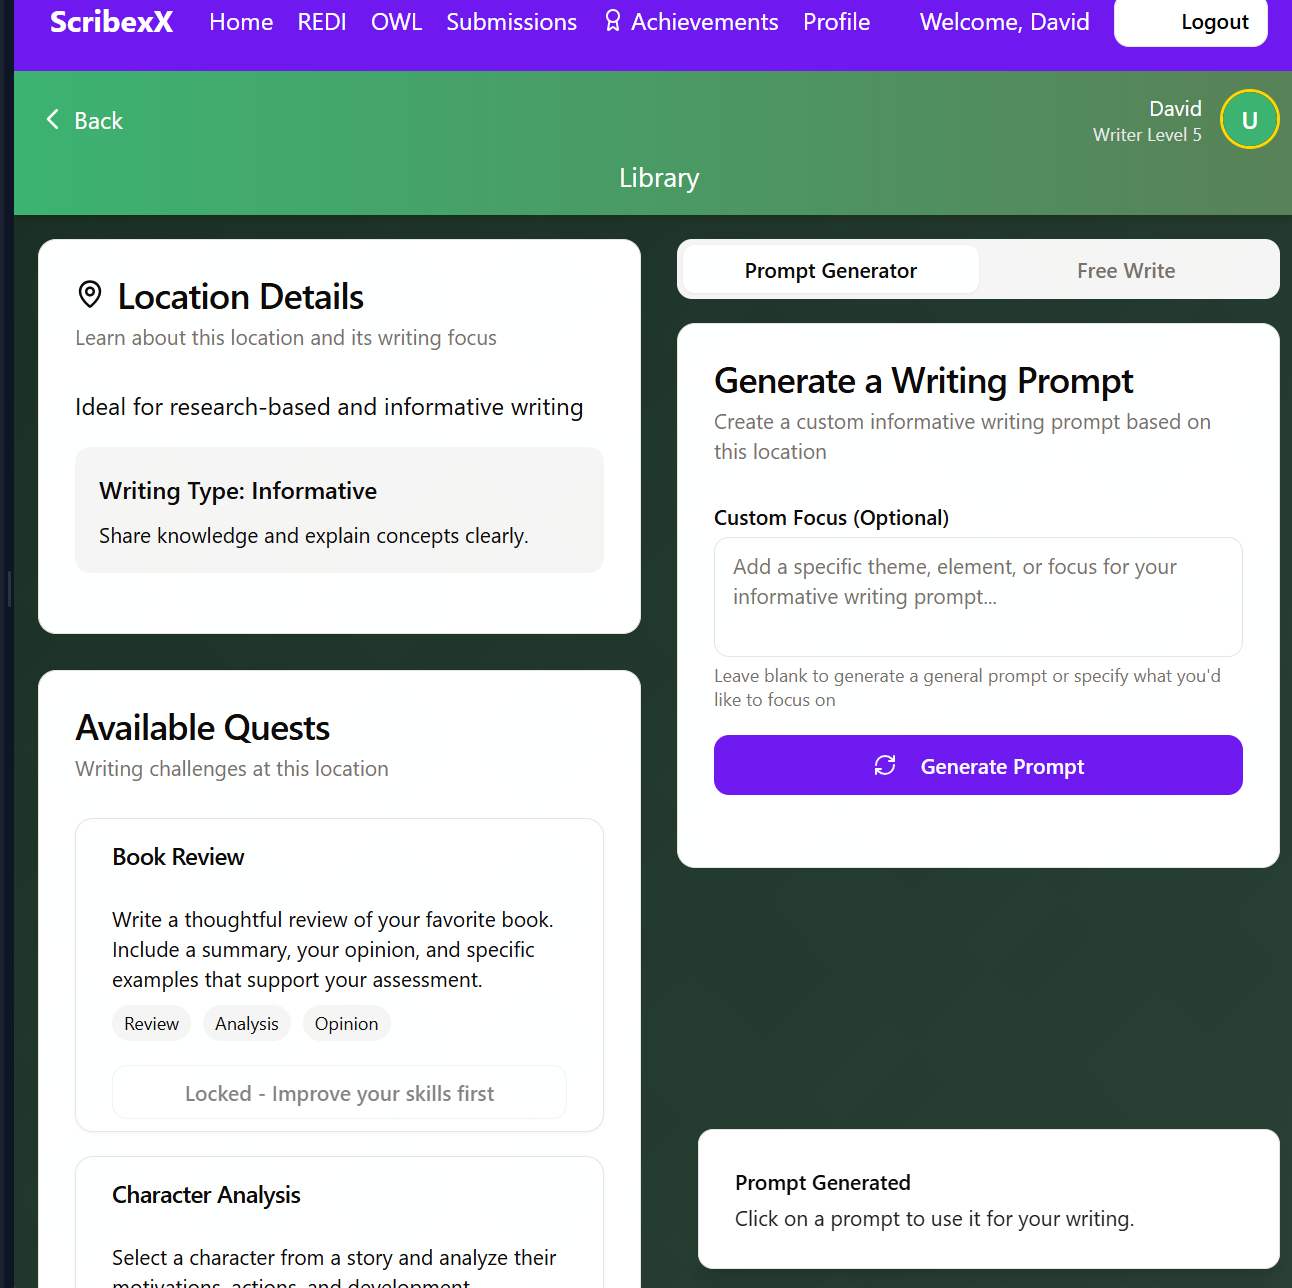 ScribexX Home REDI OWL Submissions Achievements Profile Welcome, David Logout
Back
David
Writer Level 5
U
Library
Location Details
Learn about this location and its writing focus
Ideal for research-based and informative writing
Writing Type: Informative
Share knowledge and explain concepts clearly.
Available Quests
Writing challenges at this location
Book Review
Write a thoughtful review of your favorite book.
Include a summary, your opinion, and specific
examples that support your assessment.
Review Analysis Opinion
Locked - Improve your skills first
Character Analysis
Select a character from a story and analyze their
motivations, actions, and development
Prompt Generator Free Write
Generate a Writing Prompt
Create a custom informative writing prompt based on
this location
Custom Focus (Optional)
Add a specific theme, element, or focus for your
informative writing prompt...
Leave blank to generate a general prompt or specify what you'd
like to focus on
Generate Prompt
Prompt Generated
Click on a prompt to use it for your writing.